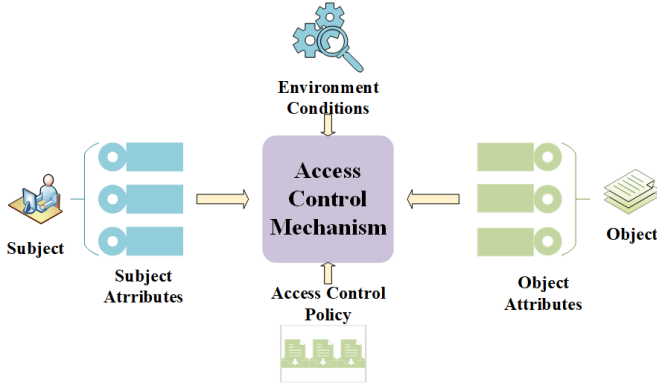 Environment
Conditions
Access
Control
Mechanism
Subject
Subject
Atrributes
Object
Object
Attributes
Access Control
Policy